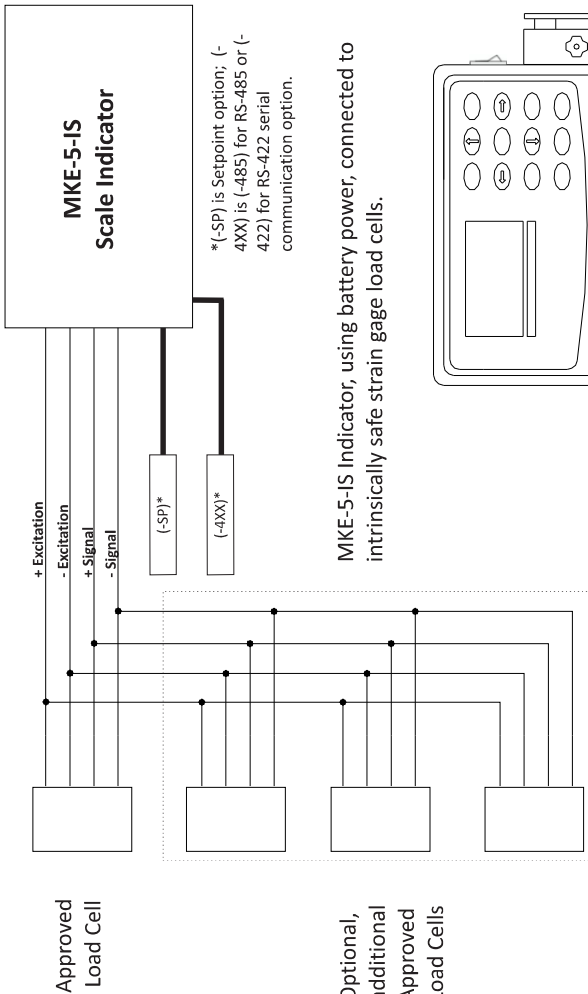 MKE-5-IS
Scale Indicator
*(-SP) is Setpoint option; (-
4XX) is (-485) for RS-485 or (-
422) for RS-422 serial
communication option.
+ Excitation
- Excitation
+ Signal
- Signal
(-SP)*
(-4XX)*
MKE-5-IS Indicator, using battery power, connected to
intrinsically safe strain gage load cells.
Approved
Load Cell
Optional,
additional
Approved
Load Cells